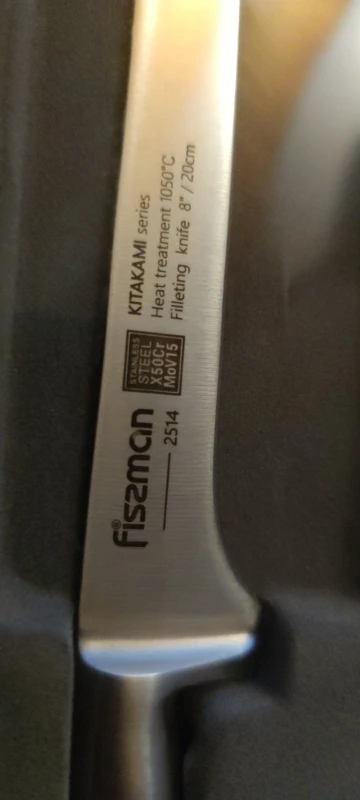 fissman®
2514
STAINLESS
STEEL
X50Cr
MoV15
KITAKAMI series
Heat treatment 1050°C
Filleting knife 8" / 20cm